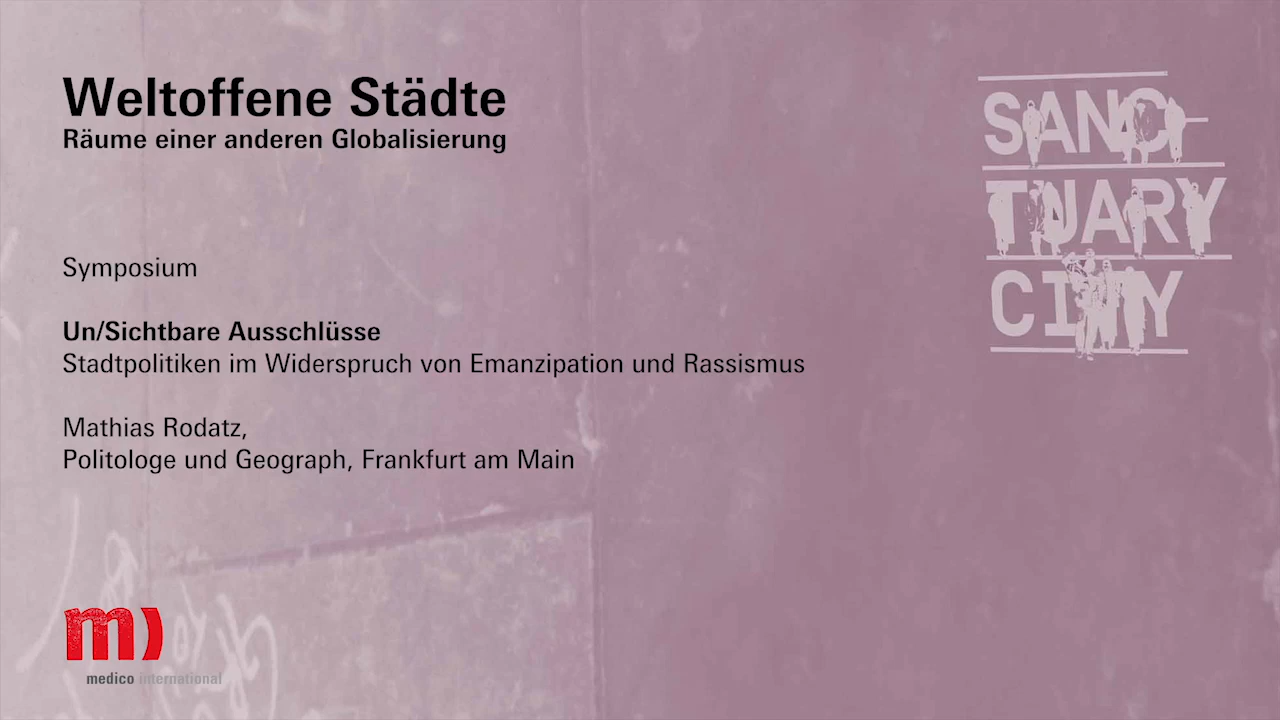 Weltoffene Städte
Räume einer anderen Globalisierung
SANC-
TUARY
CITY
Symposium
Un/Sichtbare Ausschlüsse
Stadtpolitiken im Widerspruch von Emanzipation und Rassismus
Mathias Rodatz,
Politologe und Geograph, Frankfurt am Main
m)
medico international